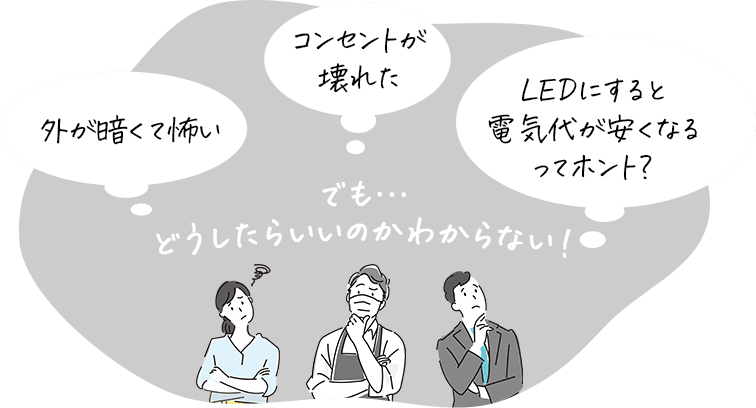 外が暗くて怖い
コンセントが
壊れた
LEDにすると
電気代が安くなる
ってホント?
でも…
どうしたらいいのかわからない!